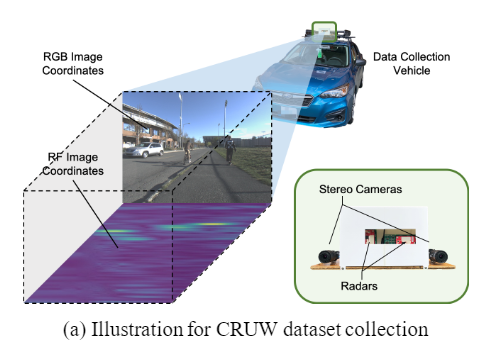 RGB Image
Coordinates
Data Collection
Vehicle
RF Image
Coordinates
Stereo Cameras
Radars
(a) Illustration for CRUW dataset collection